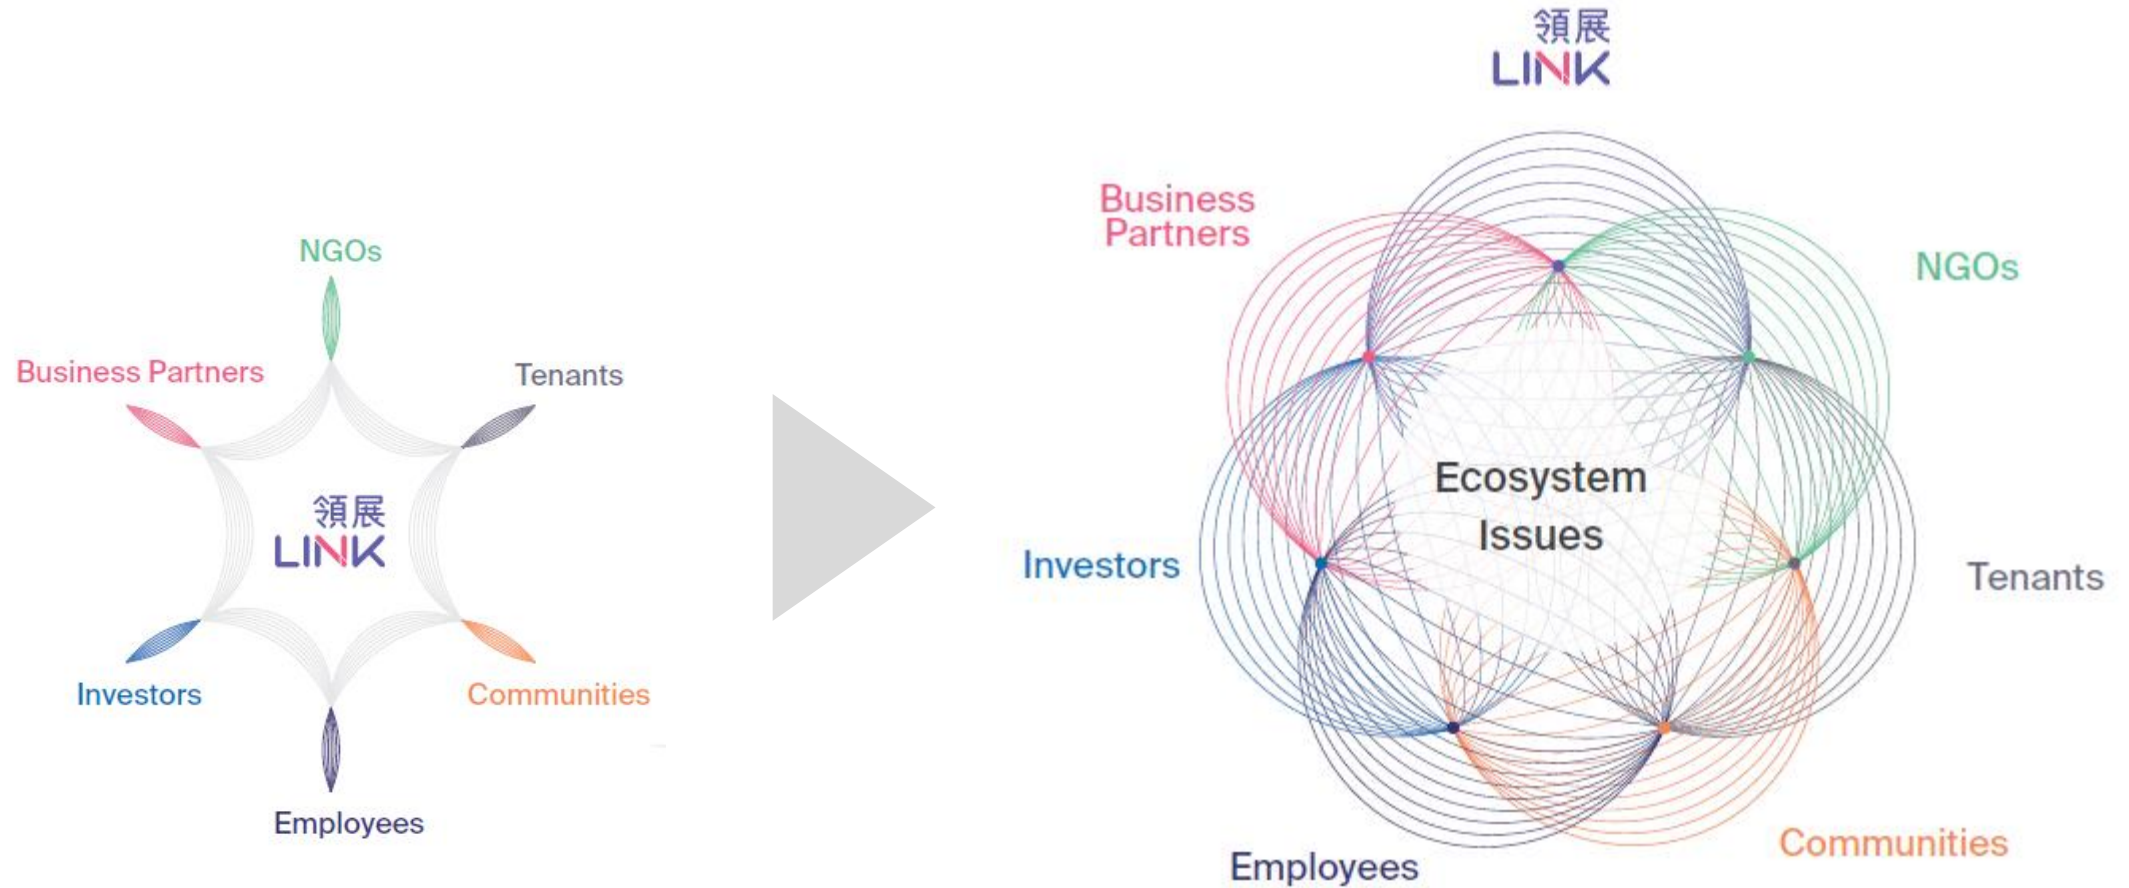 NGOs
Business Partners
Tenants
領展
LINK
Investors
Communities
Employees
領展
LINK
Business
Partners
NGOs
Ecosystem
Issues
Investors
Tenants
Communities
Employees